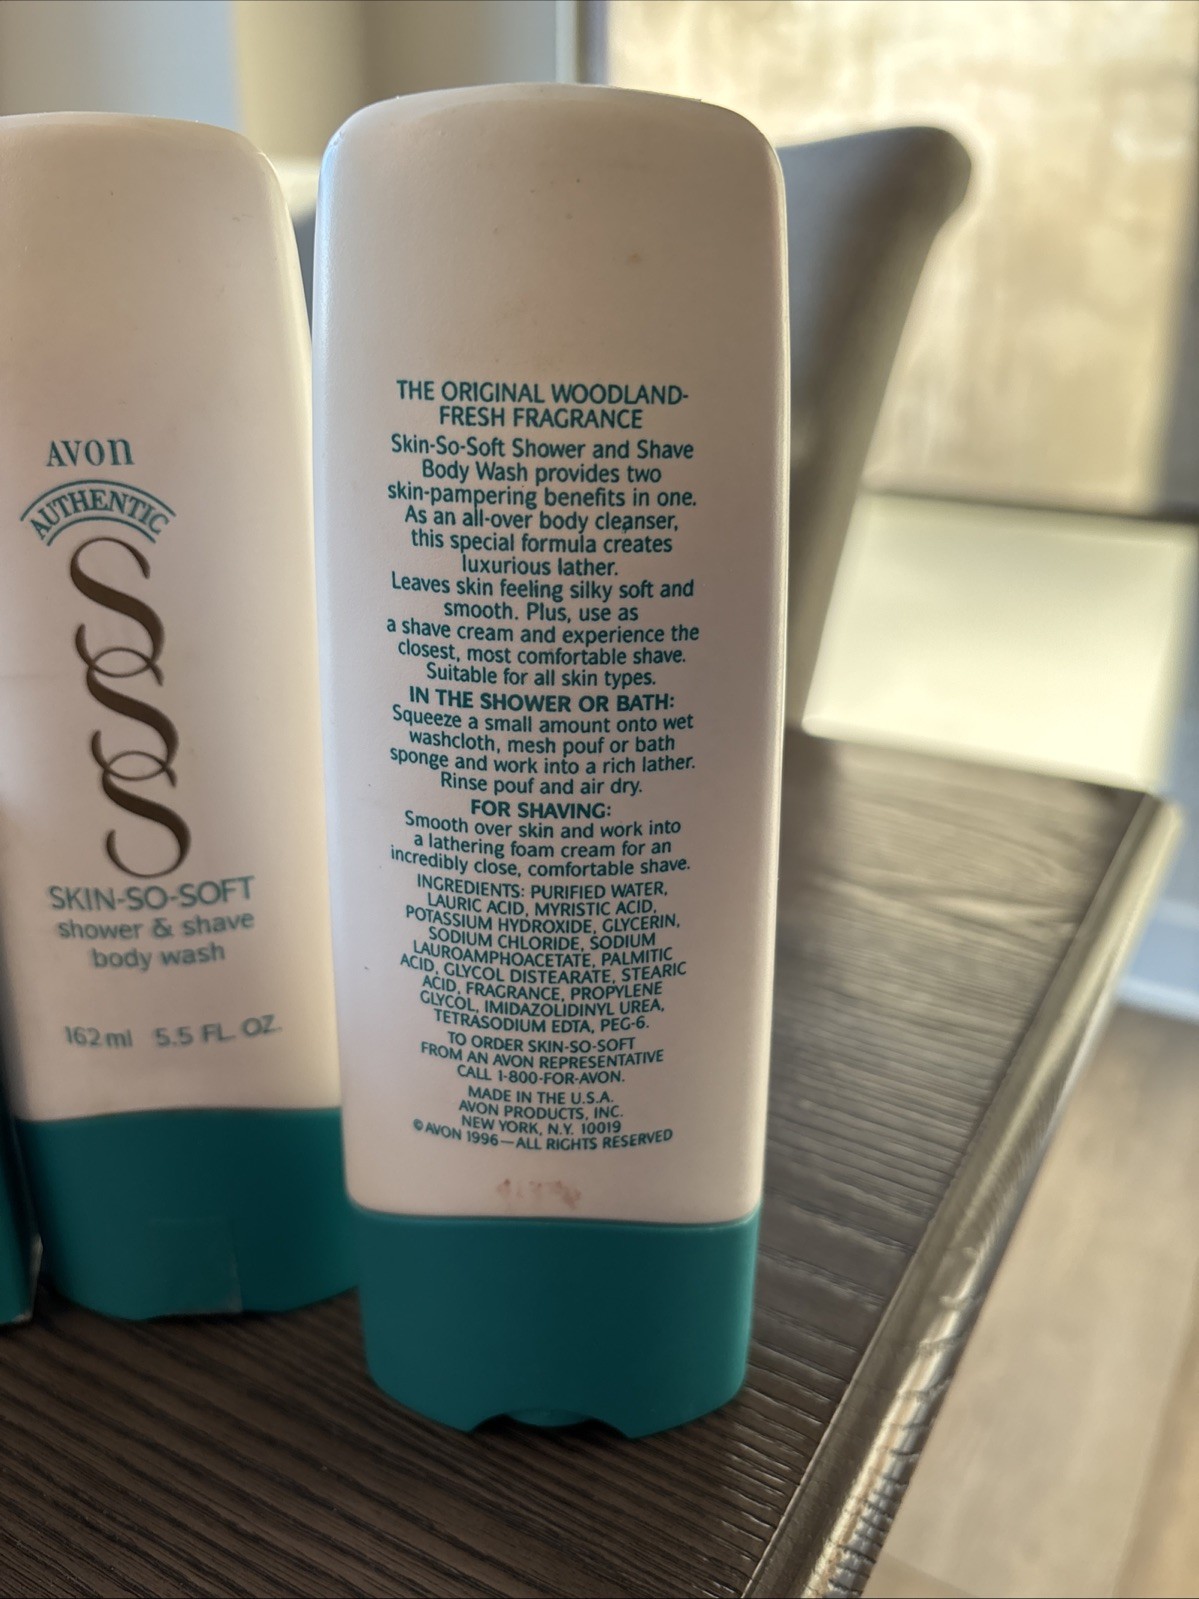 AVON
AUTHENTIC
SSS
SKIN-SO-SOFT
shower & shave
body wash
162 ml 5.5 FL. OZ.
THE ORIGINAL WOODLAND-
FRESH FRAGRANCE
Skin-So-Soft Shower and Shave
Body Wash provides two
skin-pampering benefits in one.
As an all-over body cleanser,
this special formula creates
luxurious lather.
Leaves skin feeling silky soft and
smooth. Plus, use as
a shave cream and experience the
closest, most comfortable shave.
Suitable for all skin types.
IN THE SHOWER OR BATH:
Squeeze a small amount onto wet
washcloth, mesh pouf or bath
sponge and work into a rich lather.
Rinse pouf and air dry.
FOR SHAVING:
Smooth over skin and work into
a lathering foam cream for an
incredibly close, comfortable shave.
INGREDIENTS: PURIFIED WATER,
LAURIC ACID, MYRISTIC ACID,
POTASSIUM HYDROXIDE, GLYCERIN,
SODIUM CHLORIDE, SODIUM
LAUROAMPHOACETATE, PALMITIC
ACID, GLYCOL DISTEARATE, STEARIC
ACID, FRAGRANCE, PROPYLENE
GLYCOL, IMIDAZOLIDINYL UREA,
TETRASODIUM EDTA, PEG-6.
TO ORDER SKIN-SO-SOFT
FROM AN AVON REPRESENTATIVE
CALL 1-800-FOR-AVON.
MADE IN THE U.S.A.
AVON PRODUCTS, INC.
NEW YORK, N.Y. 10019
©AVON 1996—ALL RIGHTS RESERVED